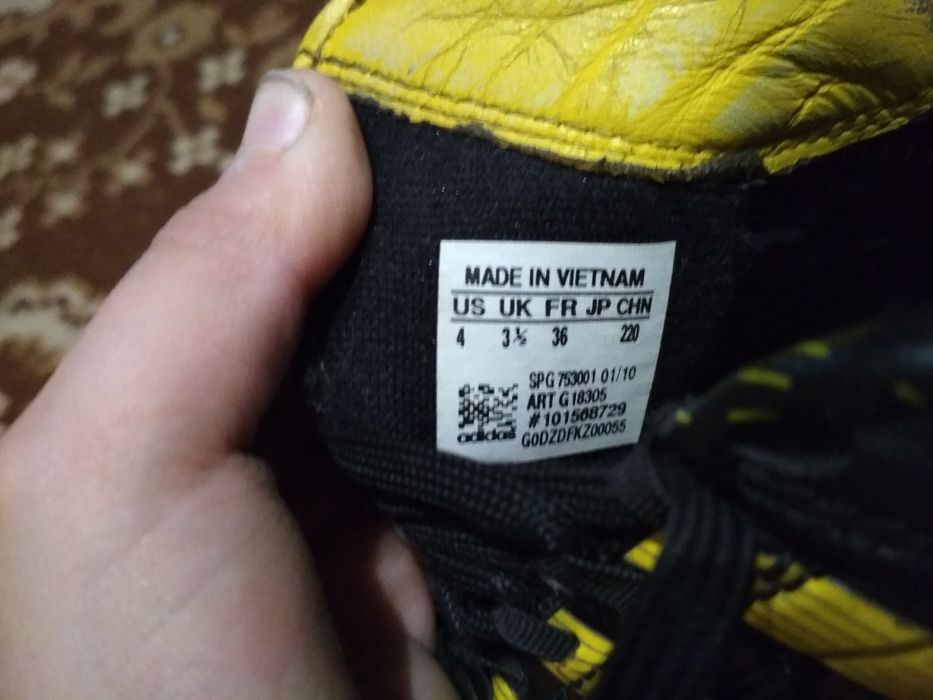 MADE IN VIETNAM
US UK FR JP CHN
4 3½ 36 220
SPG 753001 01/10
ART G18305
#101568729
adidas G0DZDFKZ00055